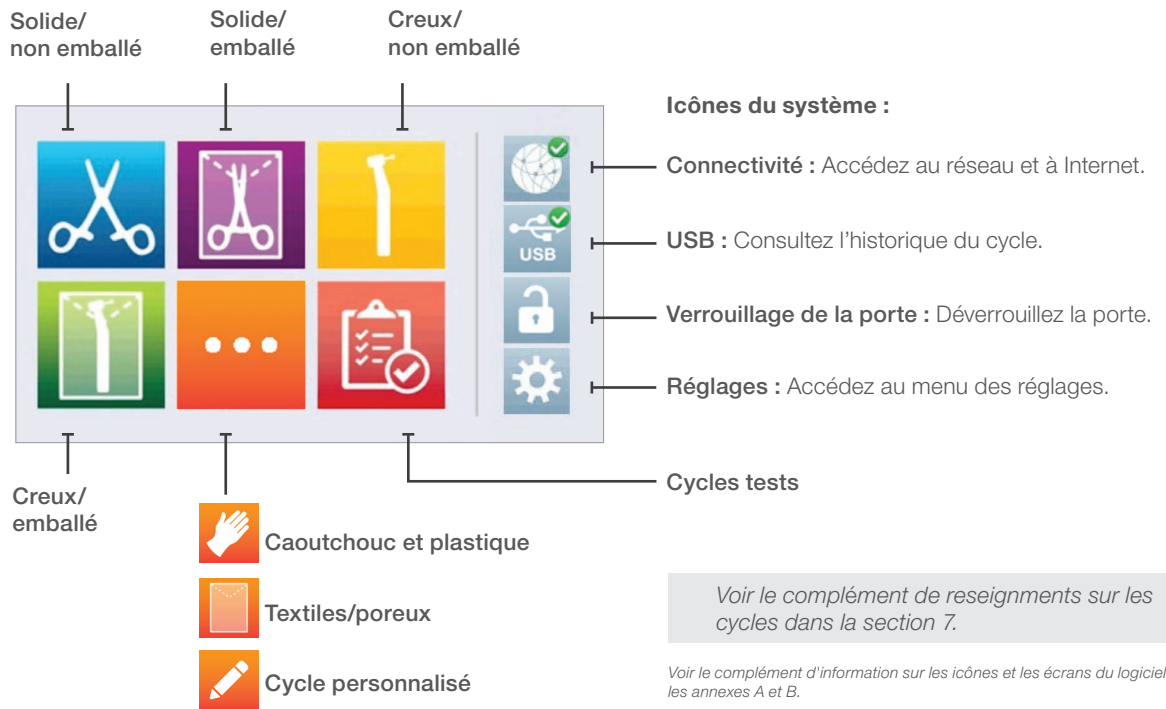 Solide/
non emballé
Solide/
emballé
Creux/
non emballé
Icônes du système :
Connectivité : Accédez au réseau et à Internet.
USB : Consultez l’historique du cycle.
USB
Verrouillage de la porte : Déverrouillez la porte.
Réglages : Accédez au menu des réglages.
Cycles tests
Creux/
emballé
Caoutchouc et plastique
Textiles/poreux
Cycle personnalisé
Voir le complément de reseignments sur les
cycles dans la section 7.
Voir le complément d'information sur les icônes et les écrans du logiciel
les annexes A et B.